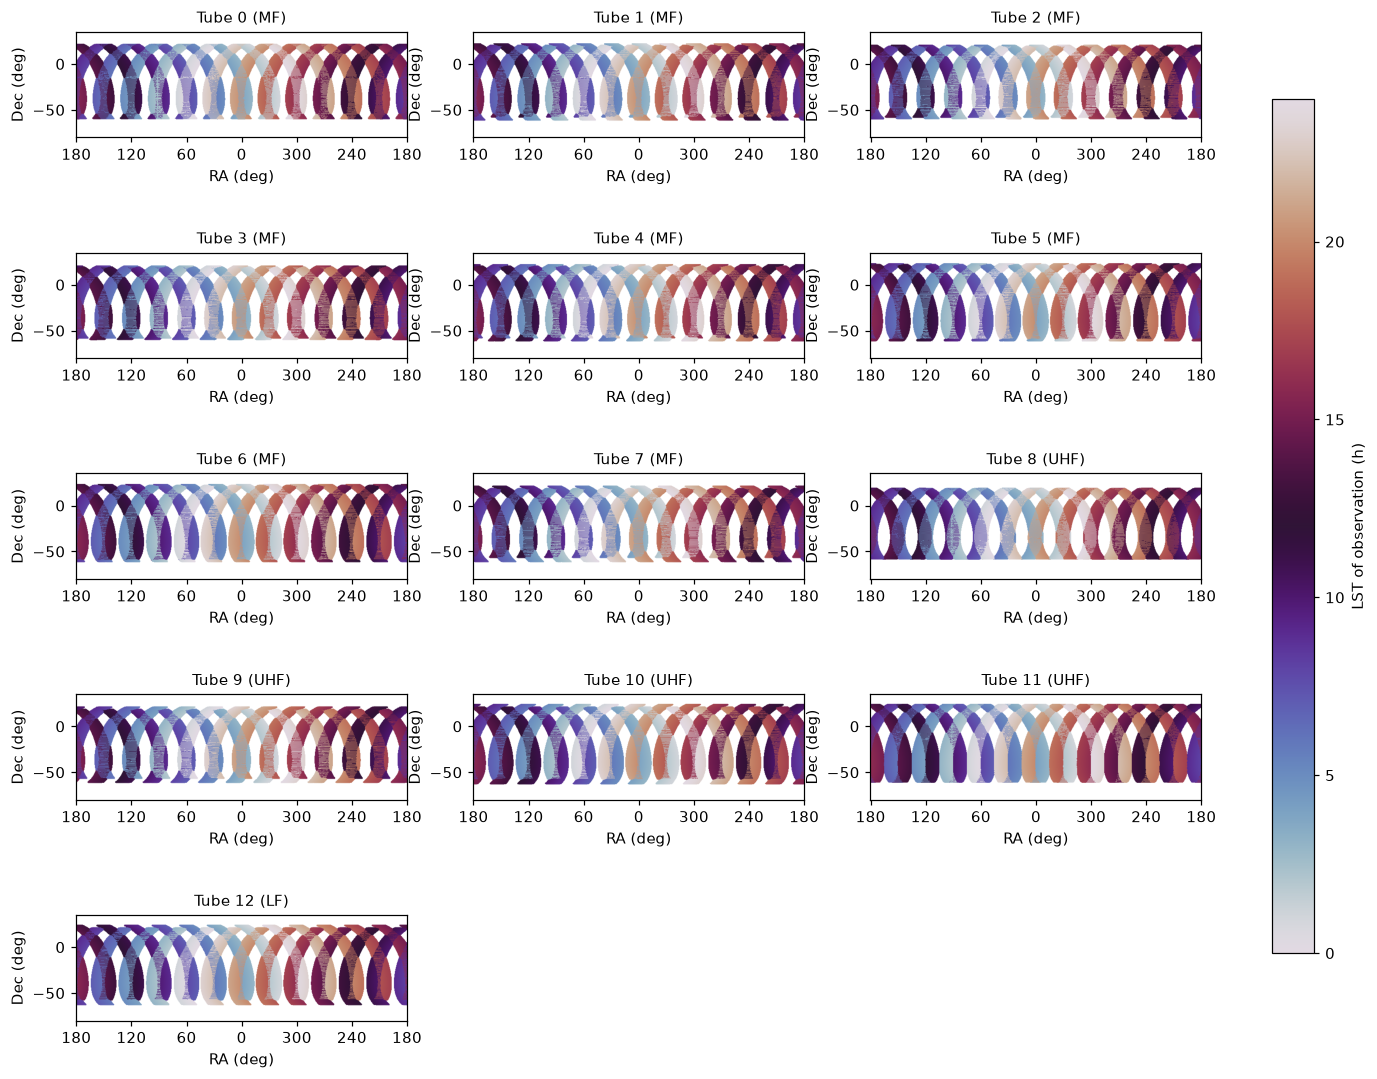 Tube 0 (MF) Tube 1 (MF) Tube 2 (MF)
Dec (deg) 0 −50 Dec (deg) Dec (deg) 0 −50
180 120 60 0 300 240 180 180 120 60 0 300 240 180 180 120 60 0 300 240 180
RA (deg) RA (deg) RA (deg)
Tube 3 (MF) Tube 4 (MF) Tube 5 (MF)
Dec (deg) 0 −50 Dec (deg) Dec (deg) 0 −50
180 120 60 0 300 240 180 180 120 60 0 300 240 180 180 120 60 0 300 240 180
RA (deg) RA (deg) RA (deg)
Tube 6 (MF) Tube 7 (MF) Tube 8 (UHF)
Dec (deg) 0 −50 Dec (deg) Dec (deg) 0 −50
180 120 60 0 300 240 180 180 120 60 0 300 240 180 180 120 60 0 300 240 180
RA (deg) RA (deg) RA (deg)
Tube 9 (UHF) Tube 10 (UHF) Tube 11 (UHF)
Dec (deg) 0 −50 Dec (deg) Dec (deg) 0 −50
180 120 60 0 300 240 180 180 120 60 0 300 240 180 180 120 60 0 300 240 180
RA (deg) RA (deg) RA (deg)
Tube 12 (LF)
Dec (deg) 0 −50
180 120 60 0 300 240 180
RA (deg)
20
15
10
5
0
LST of observation (h)